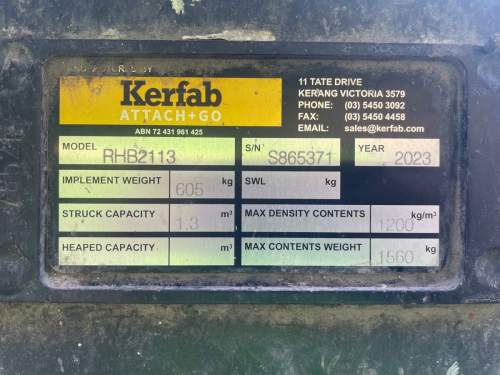 MANUFACTURED BY
Kerfab
ATTACH+GO
ABN 72 431 961 425
11 TATE DRIVE
KERANG VICTORIA 3579
PHONE: (03) 5450 3092
FAX: (03) 5450 4458
EMAIL: sales@kerfab.com
MODEL RHB2113
S/N S865371
YEAR 2023
IMPLEMENT WEIGHT 605 kg
SWL kg
STRUCK CAPACITY 1.3 m³
MAX DENSITY CONTENTS 1200 kg/m³
HEAPED CAPACITY m³
MAX CONTENTS WEIGHT 1560 kg